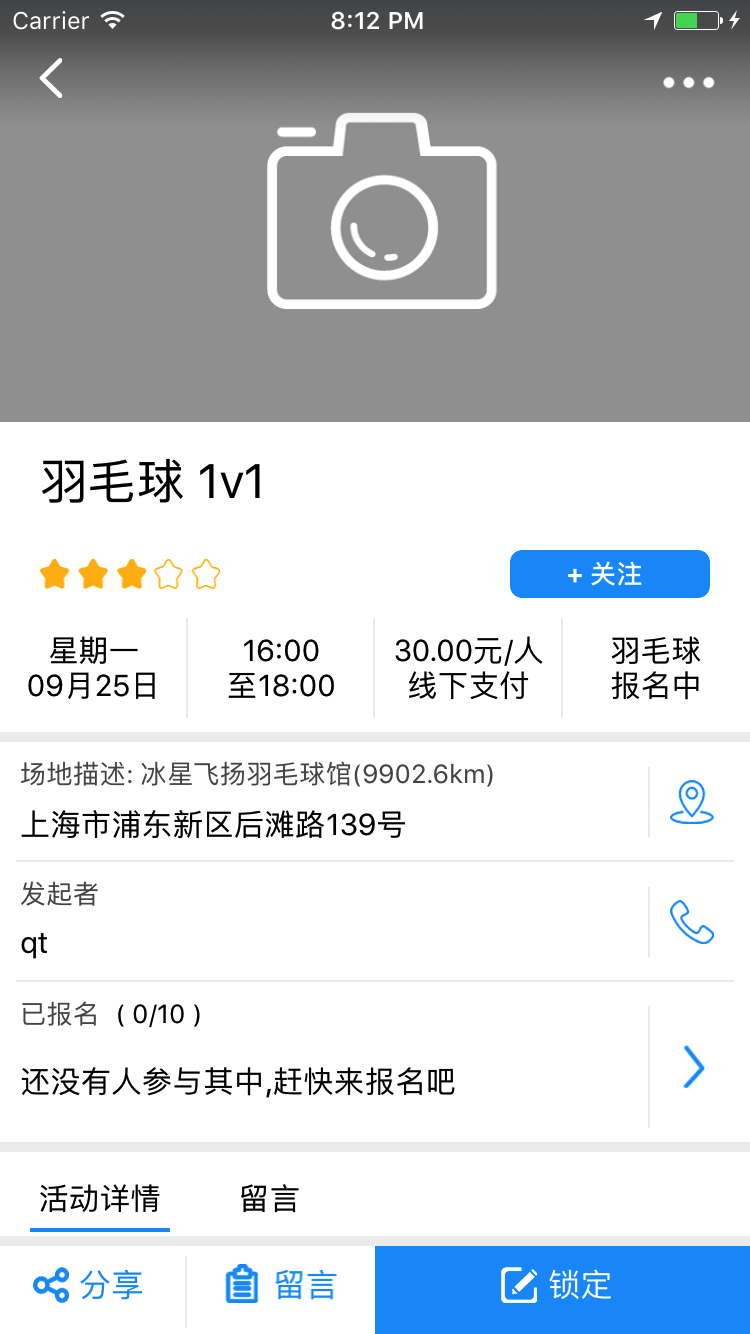 Carrier 8:12 PM
羽毛球 1v1
+ 关注
星期一
09月25日
16:00
至18:00
30.00元/人
线下支付
羽毛球
报名中
场地描述: 冰星飞扬羽毛球馆(9902.6km)
上海市浦东新区后滩路139号
发起者
qt
已报名 ( 0/10 )
还没有人参与其中,赶快来报名吧
活动详情 留言
分享 留言 锁定